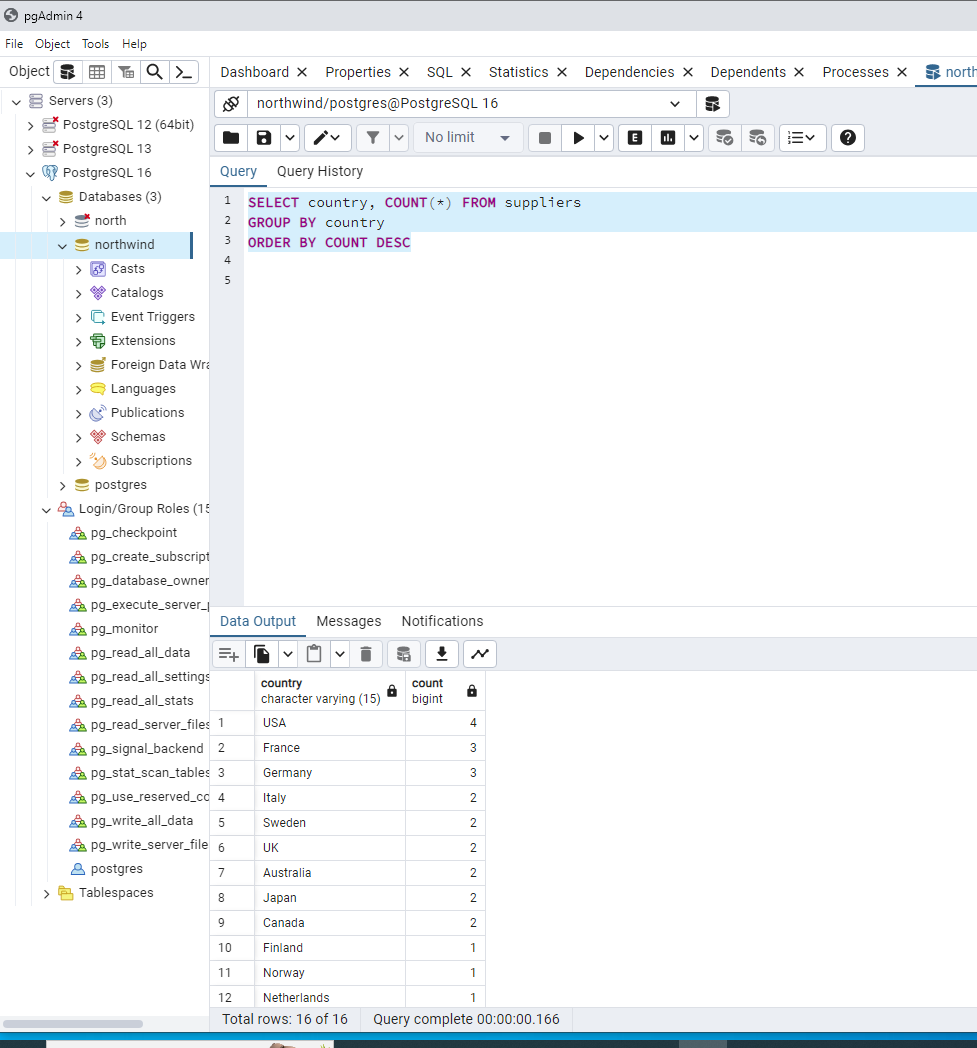 pgAdmin 4
File Object Tools Help
Object
Dashboard Properties SQL Statistics Dependencies Dependents Processes north
Servers (3)
PostgreSQL 12 (64bit)
PostgreSQL 13
PostgreSQL 16
Databases (3)
north
northwind
Casts
Catalogs
Event Triggers
Extensions
Foreign Data Wra
Languages
Publications
Schemas
Subscriptions
postgres
Login/Group Roles (15
pg_checkpoint
pg_create_subscript
pg_database_owner
pg_execute_server_p
pg_monitor
pg_read_all_data
pg_read_all_settings
pg_read_all_stats
pg_read_server_files
pg_signal_backend
pg_stat_scan_tables
pg_use_reserved_co
pg_write_all_data
pg_write_server_file
postgres
Tablespaces
northwind/postgres@PostgreSQL 16
No limit
E
Query Query History
1 SELECT country, COUNT(*) FROM suppliers
2 GROUP BY country
3 ORDER BY COUNT DESC
4
5
Data Output Messages Notifications
country count
character varying (15) bigint
1 USA 4
2 France 3
3 Germany 3
4 Italy 2
5 Sweden 2
6 UK 2
7 Australia 2
8 Japan 2
9 Canada 2
10 Finland 1
11 Norway 1
12 Netherlands 1
Total rows: 16 of 16 Query complete 00:00:00.166